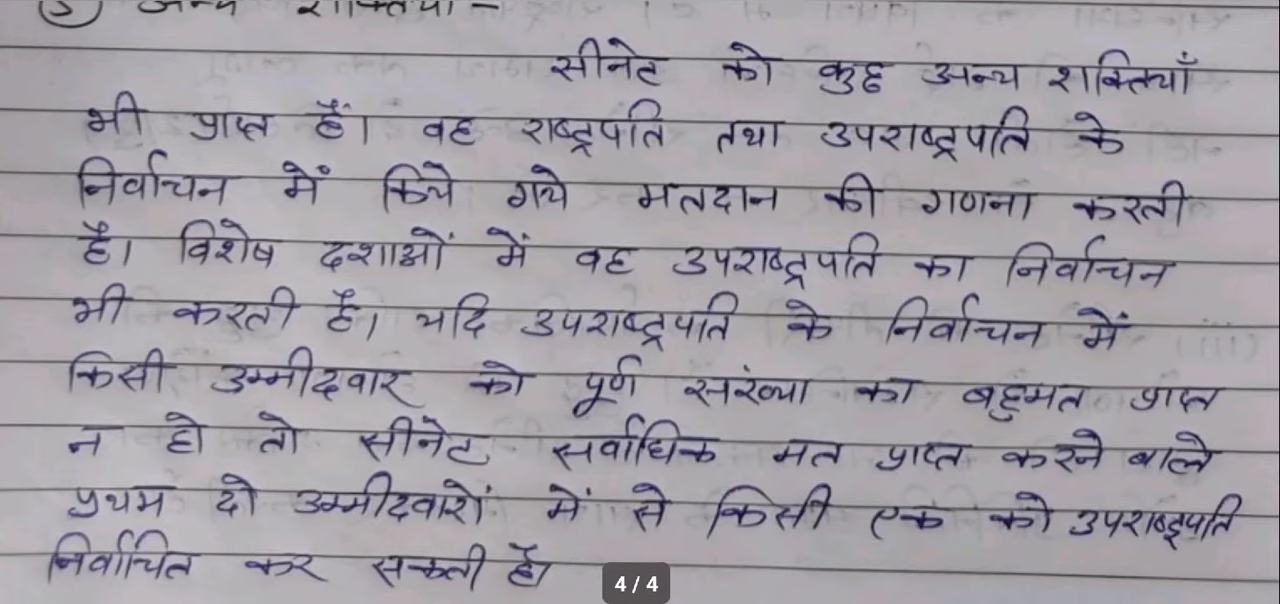 अन्य शक्तियाँ -
सीनेट को कुछ अन्य शक्तियाँ
भी प्राप्त हैं। वह राष्ट्रपति तथा उपराष्ट्रपति के
निर्वाचन में किये गये मतदान की गणना करती
है। विशेष दशाओं में वह उपराष्ट्रपति का निर्वाचन
भी करती है। यदि उपराष्ट्रपति के निर्वाचन में
किसी उम्मीदवार को पूर्ण संख्या का बहुमत प्राप्त
न हो तो सीनेट सर्वाधिक मत प्राप्त करने वाले
प्रथम दो उम्मीदवारों में से किसी एक को उपराष्ट्रपति
निर्वाचित कर सकती है।
4 / 4